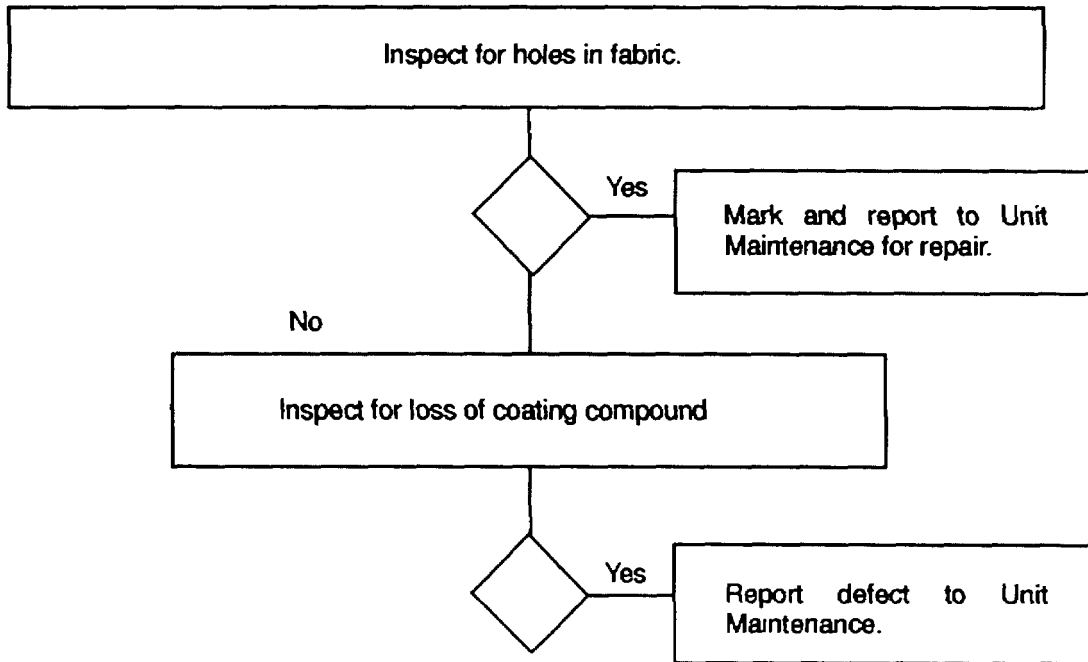 Inspect for holes in fabric.
Yes
Mark and report to Unit
Maintenance for repair.
No
Inspect for loss of coating compound
Yes
Report defect to Unit
Maintenance.